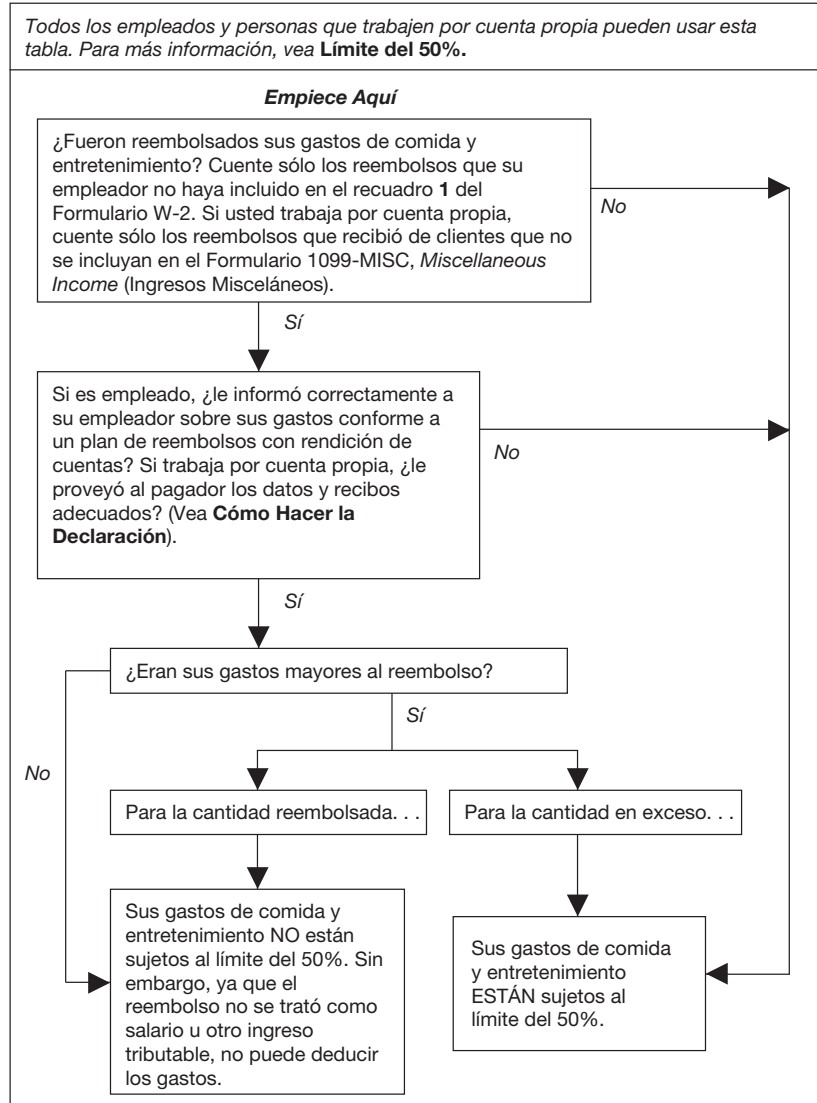 Todos los empleados y personas que trabajen por cuenta propia pueden usar esta
tabla. Para más información, vea Límite del 50%.
Empiece Aquí
¿Fueron reembolsados sus gastos de comida y
entretenimiento? Cuente sólo los reembolsos que su
empleador no haya incluido en el recuadro 1 del
Formulario W-2. Si usted trabaja por cuenta propia,
cuente sólo los reembolsos que recibió de clientes que no
se incluyan en el Formulario 1099-MISC, Miscellaneous
Income (Ingresos Misceláneos).
No
Sí
Si es empleado, ¿le informó correctamente a
su empleador sobre sus gastos conforme a
un plan de reembolsos con rendición de
cuentas? Si trabaja por cuenta propia, ¿le
proveyó al pagador los datos y recibos
adecuados? (Vea Cómo Hacer la
Declaración).
No
Sí
¿Eran sus gastos mayores al reembolso?
Sí
No
Para la cantidad reembolsada. . .
Para la cantidad en exceso. . .
Sus gastos de comida y
entretenimiento NO están
sujetos al límite del 50%. Sin
embargo, ya que el
reembolso no se trató como
salario u otro ingreso
tributable, no puede deducir
los gastos.
Sus gastos de comida
y entretenimiento
ESTÁN sujetos al
límite del 50%.